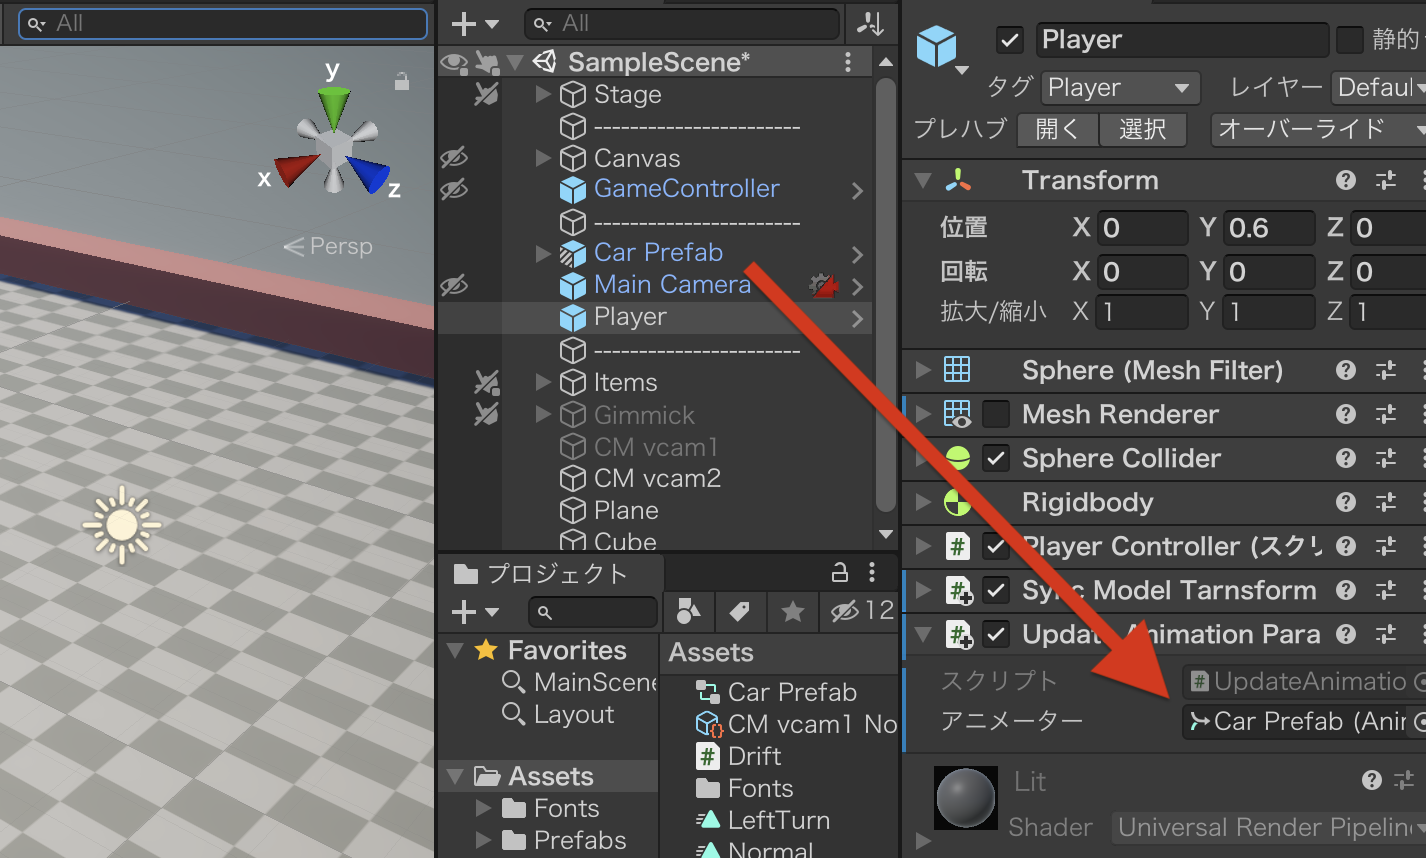 All
y
x
z
Persp
All
SampleScene*
Stage
-----------------------
Canvas
GameController
-----------------------
Car Prefab
Main Camera
Player
-----------------------
Items
Gimmick
CM vcam1
CM vcam2
Plane
Cube
プロジェクト
12
Favorites
MainScene
Layout
Assets
Fonts
Prefabs
Assets
Car Prefab
CM vcam1 No
Drift
Fonts
LeftTurn
Normal
Player
静的
タグ Player レイヤー Defaul
プレハブ 開く 選択 オーバーライド
Transform
位置 X 0 Y 0.6 Z 0
回転 X 0 Y 0 Z 0
拡大/縮小 X 1 Y 1 Z 1
Sphere (Mesh Filter)
Mesh Renderer
Sphere Collider
Rigidbody
Player Controller (スクリ
Sync Model Tarnsform
Update Animation Para
スクリプト UpdateAnimatio
アニメーター Car Prefab (Anir
Lit
Shader Universal Render Pipelin